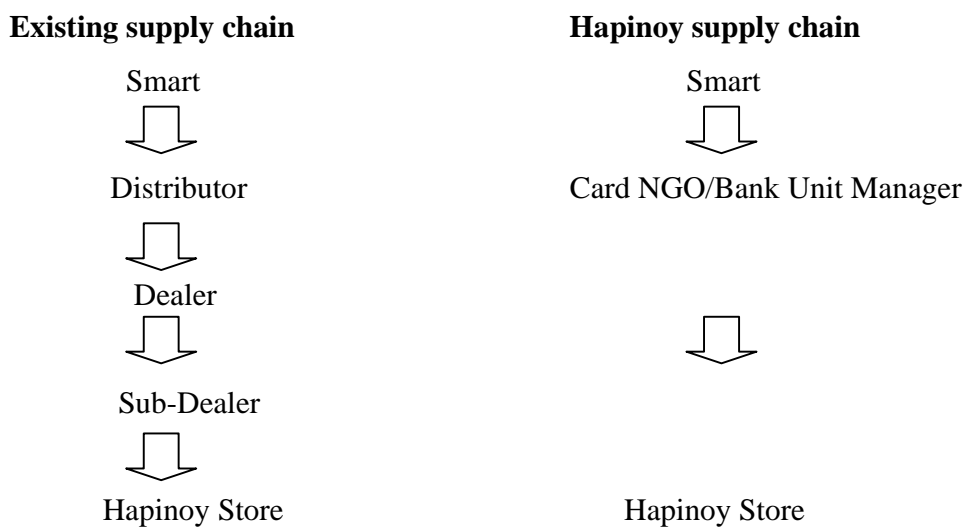 Existing supply chain
Smart
Distributor
Dealer
Sub-Dealer
Hapinoy Store
Hapinoy supply chain
Smart
Card NGO/Bank Unit Manager
Hapinoy Store